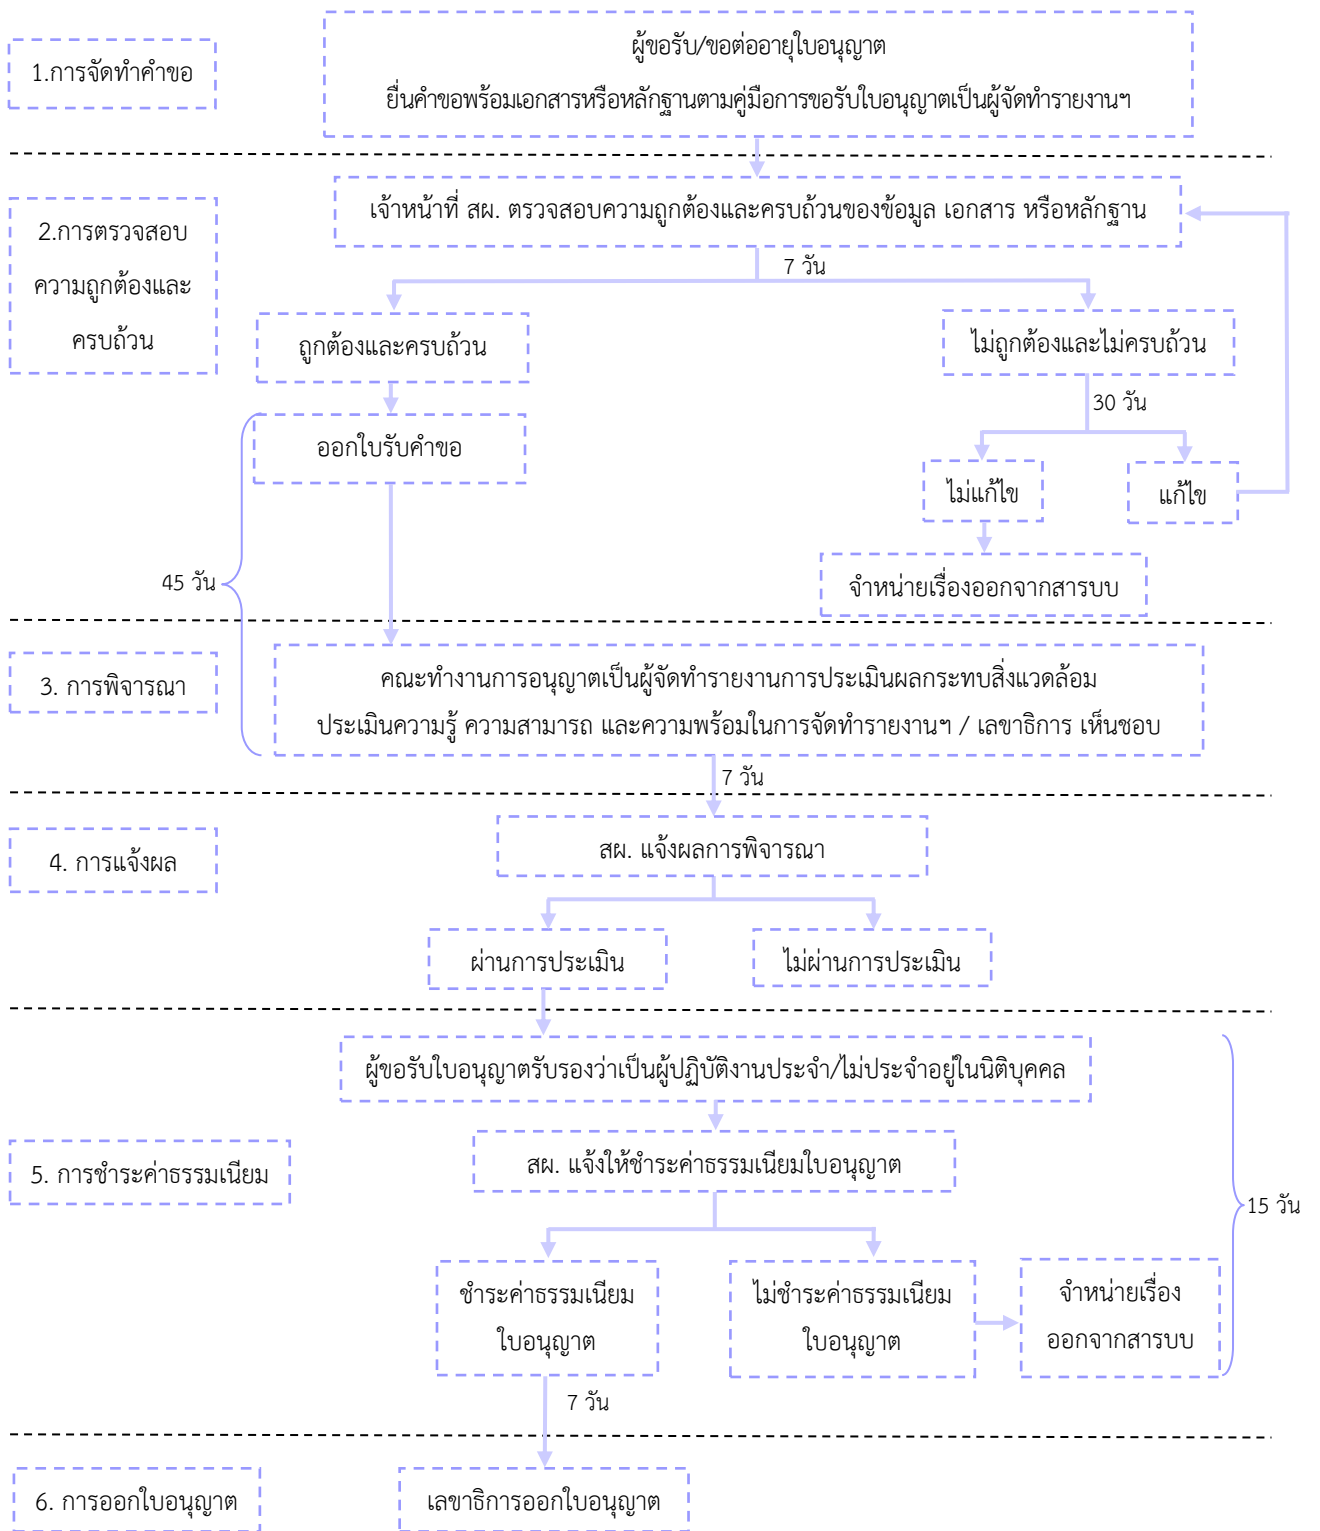 1.การจัดทำคำขอ
ผู้ขอรับ/ขอต่ออายุใบอนุญาต
ยื่นคำขอพร้อมเอกสารหรือหลักฐานตามคู่มือการขอรับใบอนุญาตเป็นผู้จัดทำรายงานฯ
2.การตรวจสอบ
ความถูกต้องและ
ครบถ้วน
เจ้าหน้าที่ สผ. ตรวจสอบความถูกต้องและครบถ้วนของข้อมูล เอกสาร หรือหลักฐาน
7 วัน
ถูกต้องและครบถ้วน
ไม่ถูกต้องและไม่ครบถ้วน
30 วัน
ออกใบรับคำขอ
ไม่แก้ไข
แก้ไข
45 วัน
จำหน่ายเรื่องออกจากสารบบ
3. การพิจารณา
คณะทำงานการอนุญาตเป็นผู้จัดทำรายงานการประเมินผลกระทบสิ่งแวดล้อม
ประเมินความรู้ ความสามารถ และความพร้อมในการจัดทำรายงานฯ / เลขาธิการ เห็นชอบ
7 วัน
4. การแจ้งผล
สผ. แจ้งผลการพิจารณา
ผ่านการประเมิน
ไม่ผ่านการประเมิน
ผู้ขอรับใบอนุญาตรับรองว่าเป็นผู้ปฏิบัติงานประจำ/ไม่ประจำอยู่ในนิติบุคคล
5. การชำระค่าธรรมเนียม
สผ. แจ้งให้ชำระค่าธรรมเนียมใบอนุญาต
15 วัน
ชำระค่าธรรมเนียม
ใบอนุญาต
ไม่ชำระค่าธรรมเนียม
ใบอนุญาต
จำหน่ายเรื่อง
ออกจากสารบบ
7 วัน
6. การออกใบอนุญาต
เลขาธิการออกใบอนุญาต